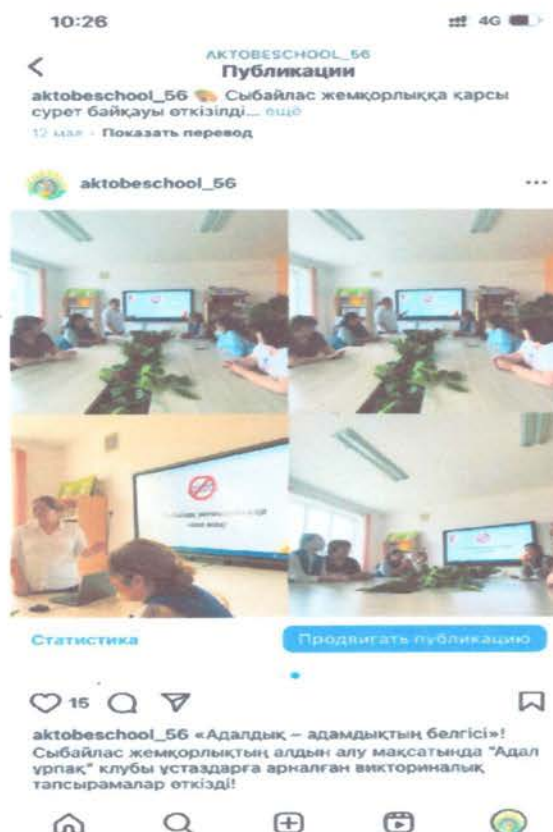 10:26
4G
AKTOBESCHOOL_56
Публикации
aktobeschool_56 🎨 Сыбайлас жемқорлыққа қарсы
сурет байқауы өткізілді... ещё
12 мая · Показать перевод
aktobeschool_56
Статистика
Продвигать публикацию
15
aktobeschool_56 «Адалдық – адамдықтың белгісі»!
Сыбайлас жемқорлықтың алдын алу мақсатында "Адал
ұрпақ" клубы ұстаздарға арналған викториналық
тапсырамалар өткізді!